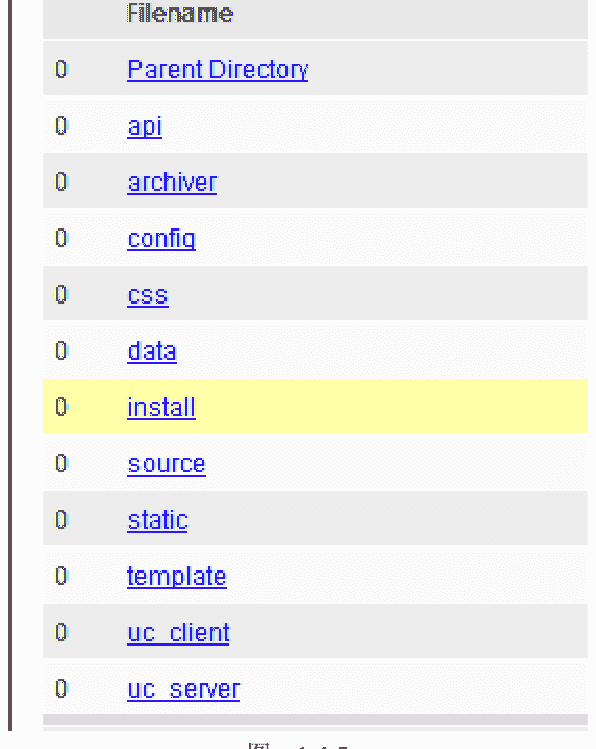 Filename
0 Parent Directory
0 api
0 archiver
0 config
0 css
0 data
0 install
0 source
0 static
0 template
0 uc_client
0 uc_server